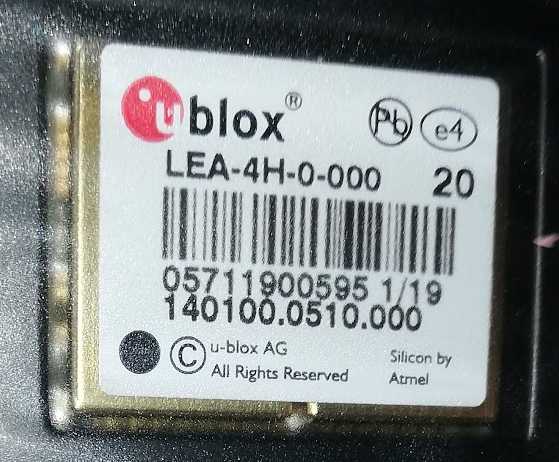 ublox® Pb e4
LEA-4H-0-000 20
05711900595 1/19
140100.0510.000
© u-blox AG
All Rights Reserved
Silicon by
Atmel